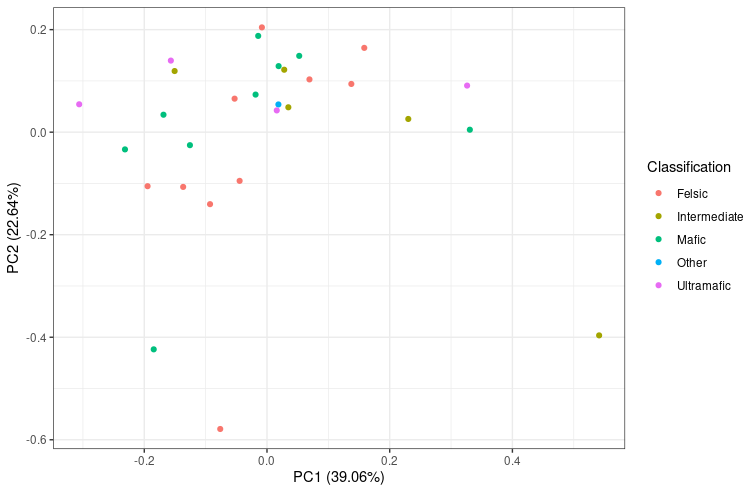 0.2
0.0
-0.2
-0.4
-0.6
PC2 (22.64%)
-0.2 0.0 0.2 0.4
PC1 (39.06%)
Classification
Felsic
Intermediate
Mafic
Other
Ultramafic